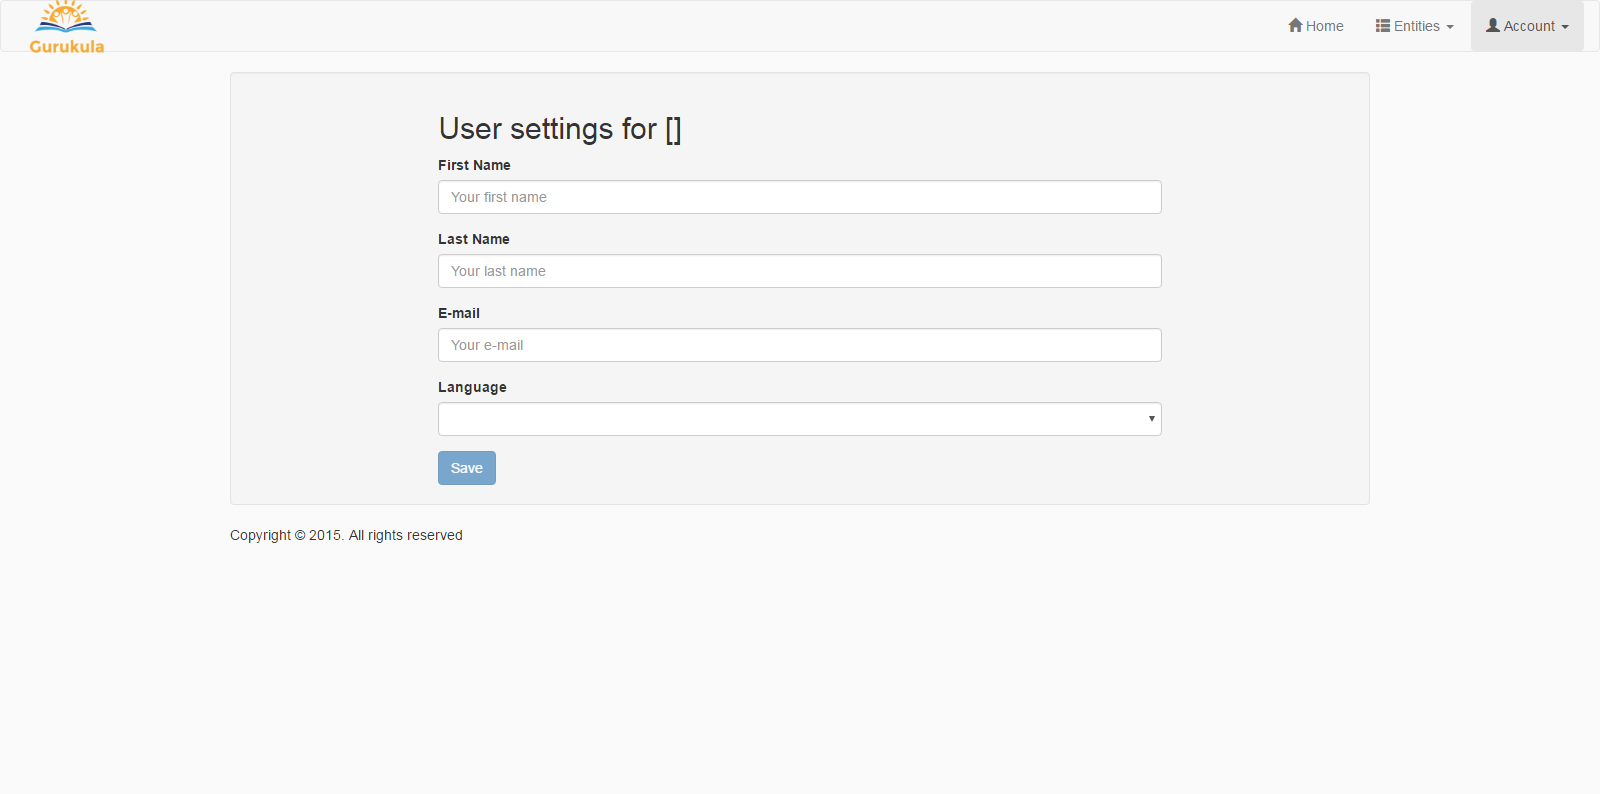 Gurukula
Home Entities Account
User settings for []
First Name
Your first name
Last Name
Your last name
E-mail
Your e-mail
Language
Save
Copyright © 2015. All rights reserved